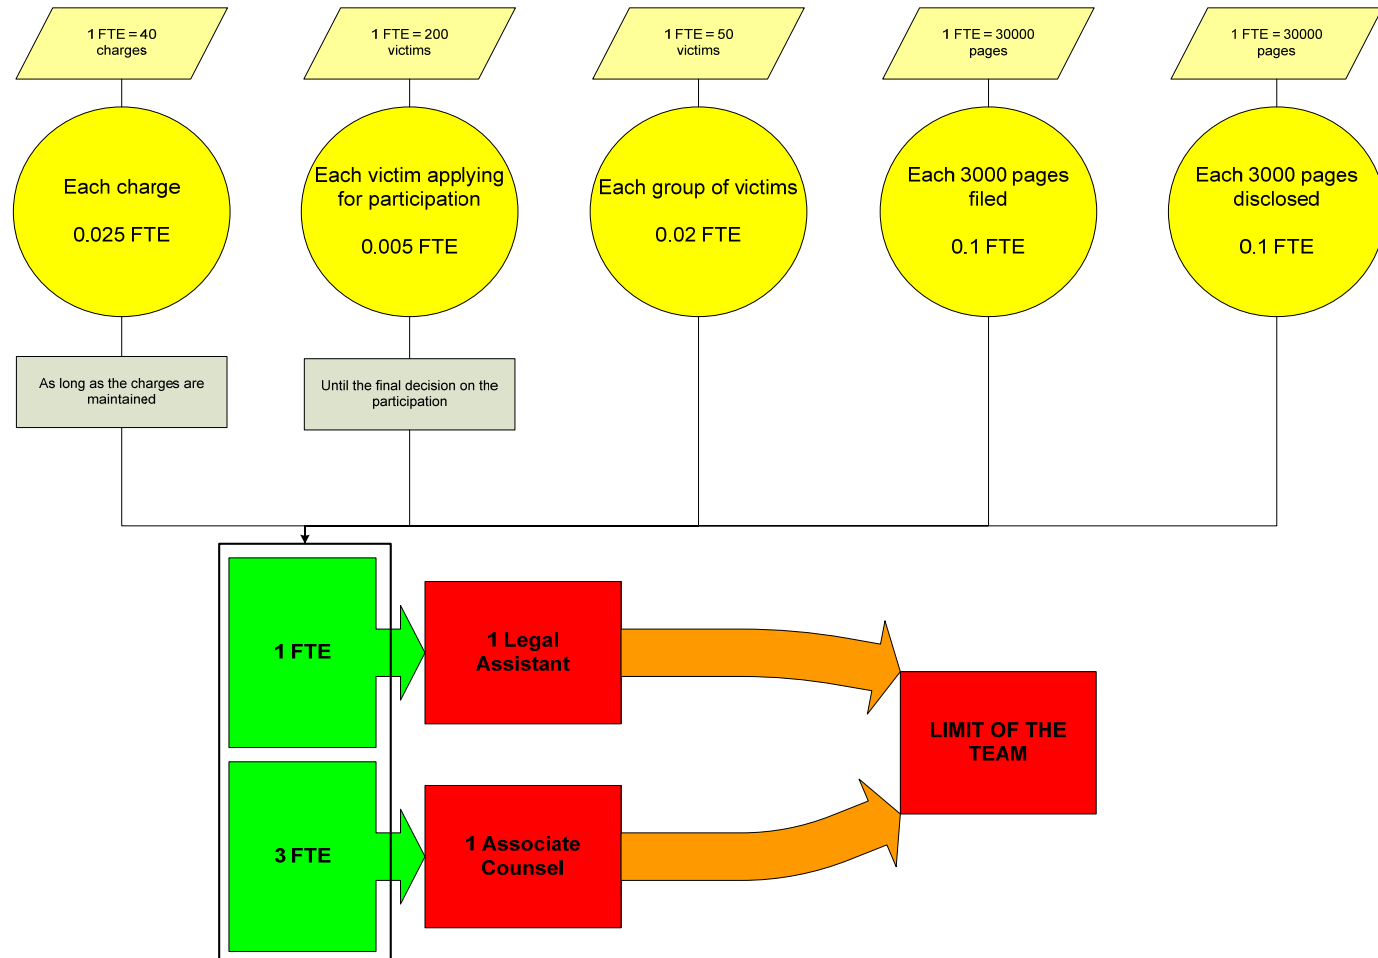 1 FTE = 40
charges
1 FTE = 200
victims
1 FTE = 50
victims
1 FTE = 30000
pages
1 FTE = 30000
pages
Each charge
0.025 FTE
Each victim applying
for participation
0.005 FTE
Each group of victims
0.02 FTE
Each 3000 pages
filed
0.1 FTE
Each 3000 pages
disclosed
0.1 FTE
As long as the charges are
maintained
Until the final decision on the
participation
1 FTE
1 Legal
Assistant
LIMIT OF THE
TEAM
3 FTE
1 Associate
Counsel